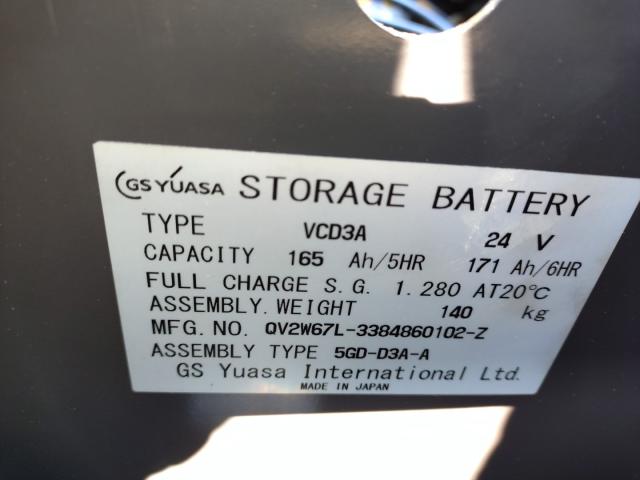 GS YUASA STORAGE BATTERY
TYPE VCD3A 24 V
CAPACITY 165 Ah/5HR 171 Ah/6HR
FULL CHARGE S.G. 1.280 AT20℃
ASSEMBLY.WEIGHT 140 kg
MFG.NO. QV2W67L-3384860102-Z
ASSEMBLY TYPE 5GD-D3A-A
GS Yuasa International Ltd.
MADE IN JAPAN